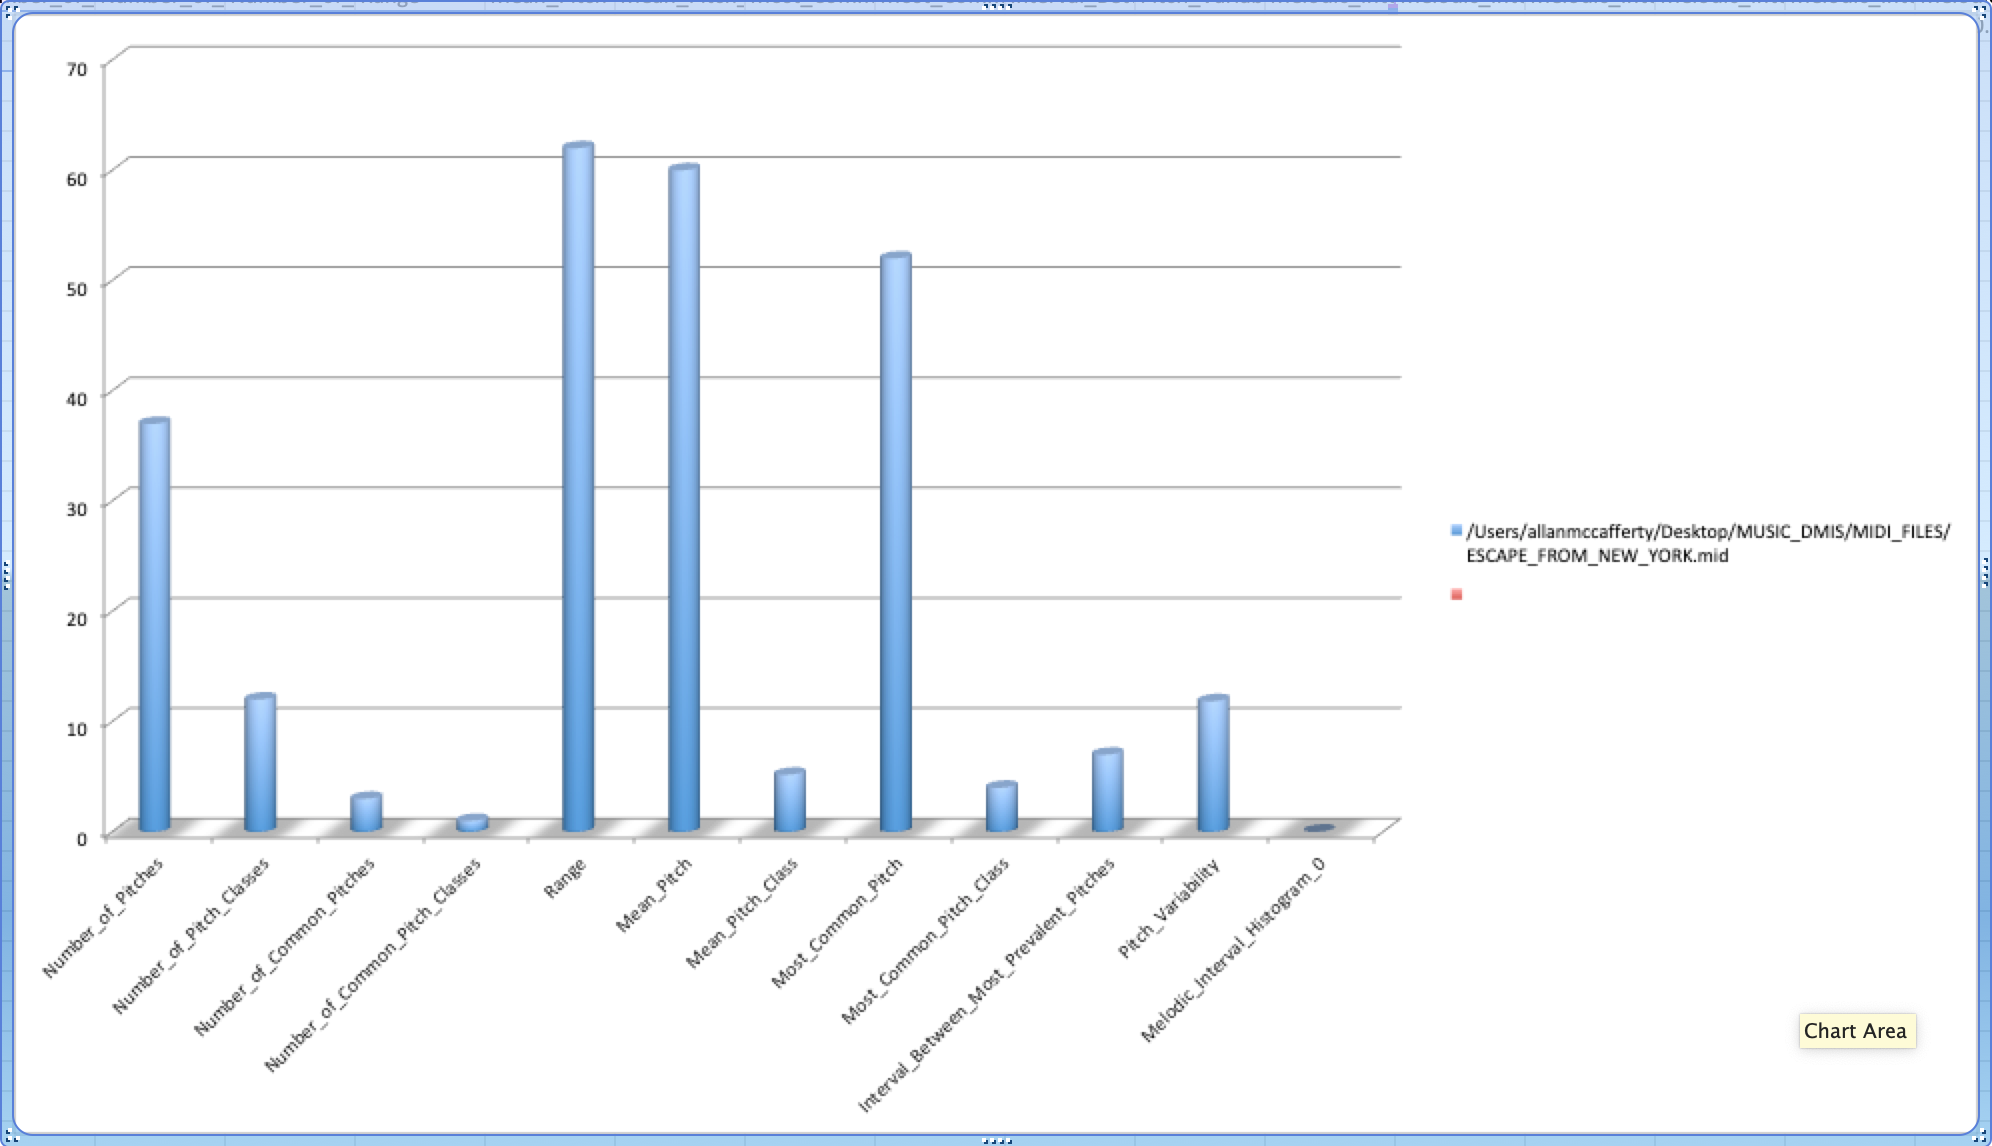 70
60
50
40
30
20
10
0
Number_of_Pitches
Number_of_Pitch_Classes
Number_of_Common_Pitches
Number_of_Common_Pitch_Classes
Range
Mean_Pitch
Mean_Pitch_Class
Most_Common_Pitch
Most_Common_Pitch_Class
Interval_Between_Most_Prevalent_Pitches
Pitch_Variability
Melodic_Interval_Histogram_0
/Users/allanmccafferty/Desktop/MUSIC_DMIS/MIDI_FILES/
ESCAPE_FROM_NEW_YORK.mid
Chart Area